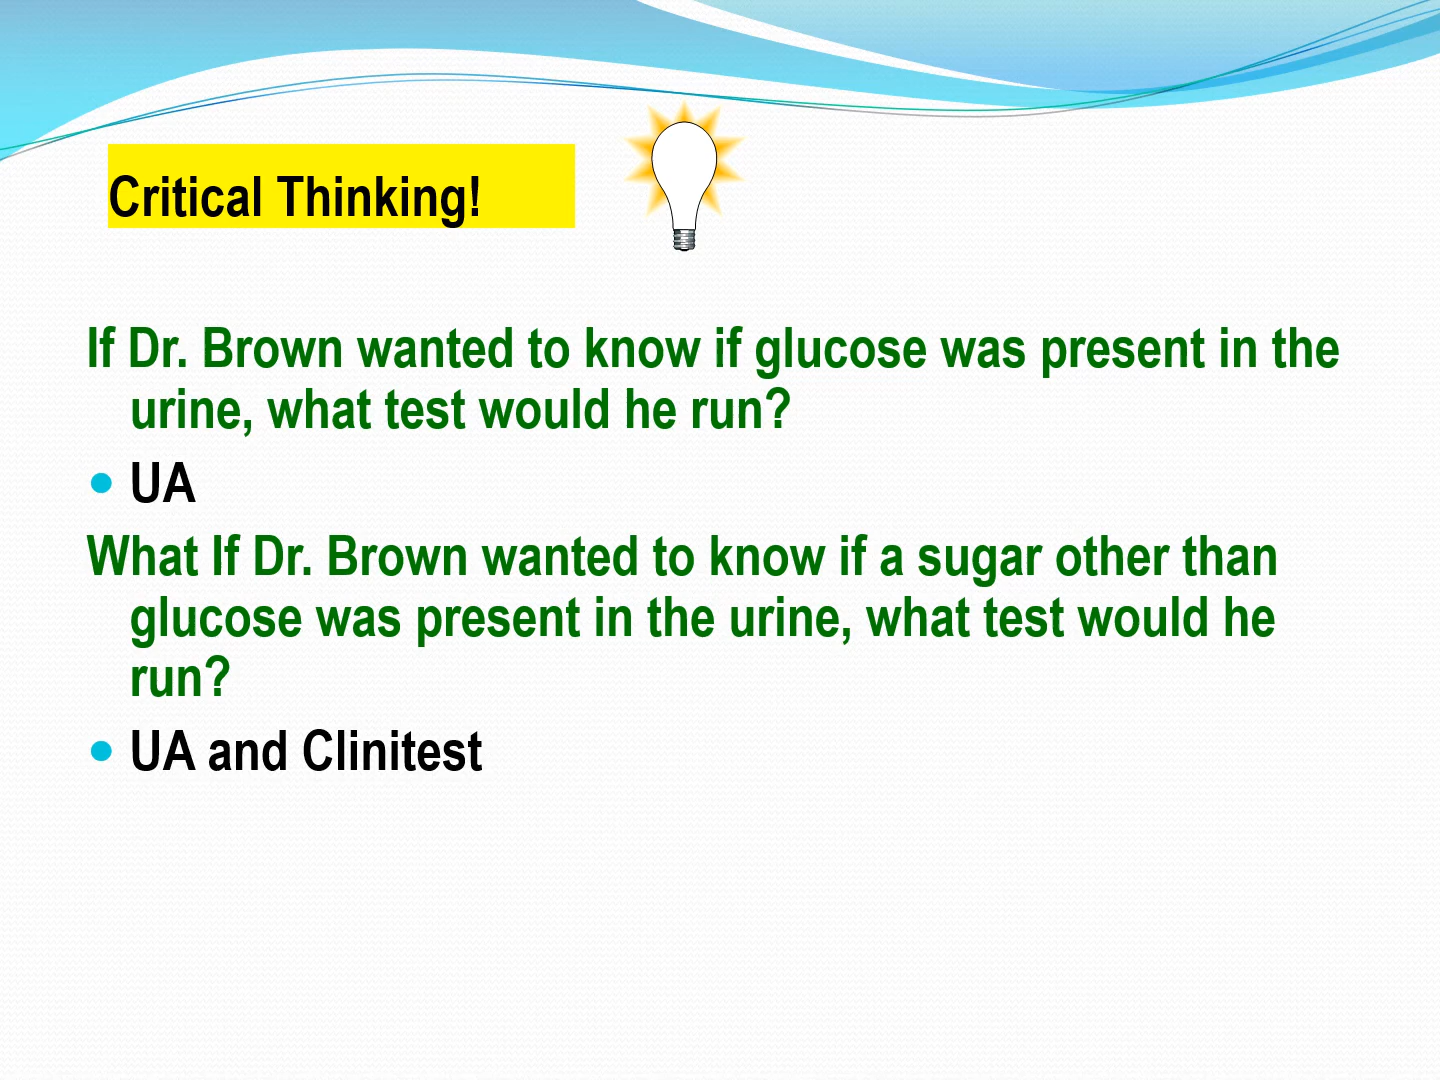 Critical Thinking!
If Dr. Brown wanted to know if glucose was present in the
urine, what test would he run?
• UA
What If Dr. Brown wanted to know if a sugar other than
glucose was present in the urine, what test would he
run?
• UA and Clinitest